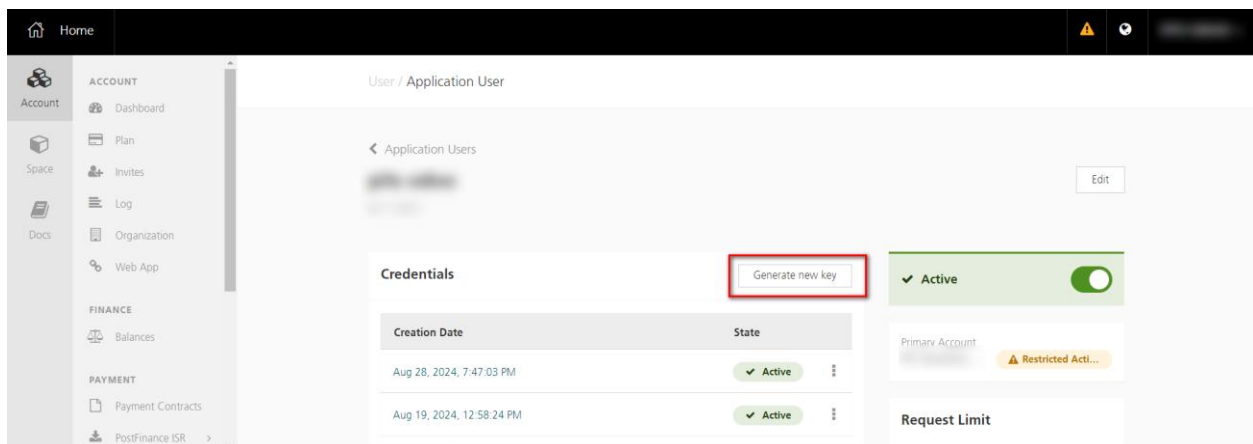 Home
Account
Space
Docs
ACCOUNT
Dashboard
Plan
Invites
Log
Organization
Web App
FINANCE
Balances
PAYMENT
Payment Contracts
PostFinance ISR
User / Application User
Application Users
Edit
Credentials
Generate new key
Creation Date State
Aug 28, 2024, 7:47:03 PM Active
Aug 19, 2024, 12:58:24 PM Active
Active
Primary Account
Restricted Acti...
Request Limit